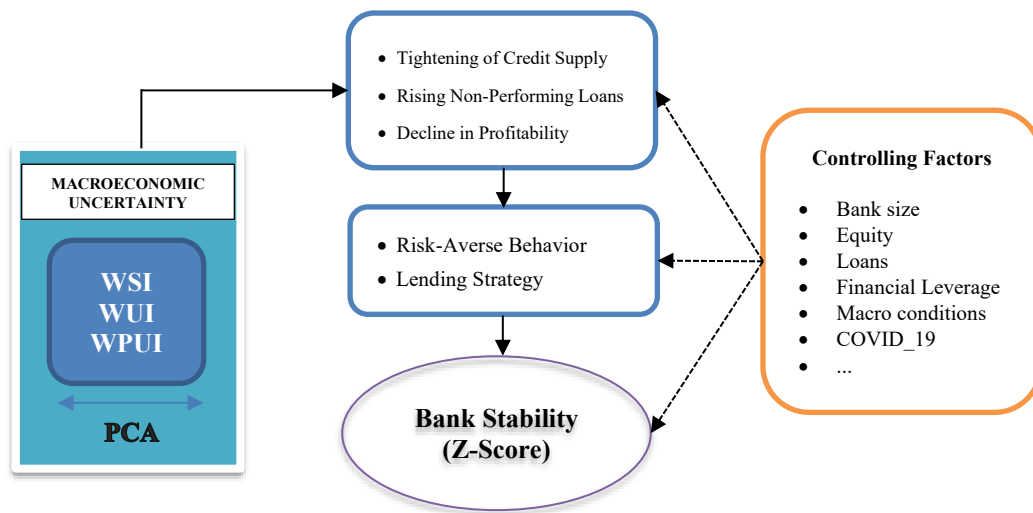 MACROECONOMIC
UNCERTAINTY
WSI
WUI
WPUI
PCA
• Tightening of Credit Supply
• Rising Non-Performing Loans
• Decline in Profitability
• Risk-Averse Behavior
• Lending Strategy
Bank Stability
(Z-Score)
Controlling Factors
• Bank size
• Equity
• Loans
• Financial Leverage
• Macro conditions
• COVID_19
• ...